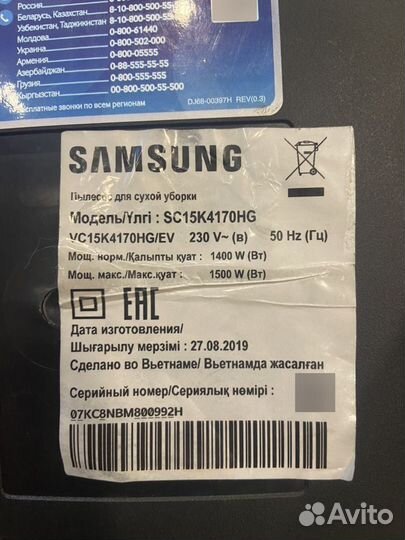 Россия
Беларусь, Казахстан
8-10-800-500-55-
Узбекистан, Таджикистан
8-10-800-500-55-
Молдова
0-800-61440
Украина
0-800-502-000
Армения
0-800-05555
Азербайджан
0-88-555-55-55
Грузия
0-800-555-555
Кыргызстан
00-800-500-55-500
Бесплатные звонки по всем регионам
DJ68-00397H REV(0.3)
SAMSUNG
Пылесос для сухой уборки
Модель/Үлгі : SC15K4170HG
VC15K4170HG/EV 230 V~ (в) 50 Hz (Гц)
Мощ. норм./Қалыпты қуат : 1400 W (Вт)
Мощ. макс./Макс.қуат : 1500 W (Вт)
EAC
Дата изготовления/
Шығарылу мерзімі : 27.08.2019
Сделано во Вьетнаме/ Вьетнамда жасалған
Серийный номер/Сериялық нөмірі :
07KC8NBM800992H
Avito